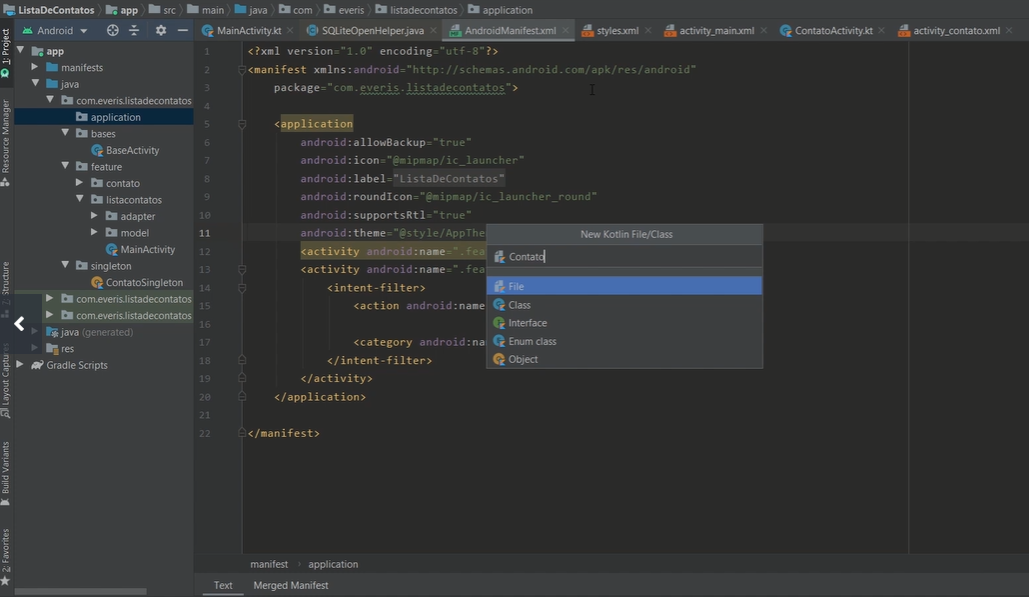 ListaDeContatos app src main java com everis listadecontatos application
Android
MainActivity.kt SQLiteOpenHelper.java AndroidManifest.xml styles.xml activity_main.xml ContatoActivity.kt activity_contato.xml
1: Project
Resource Manager
Structure
Layout Captures
Build Variants
2: Favorites
app
manifests
java
com.everis.listadecontatos
application
bases
BaseActivity
feature
contato
listacontatos
adapter
model
MainActivity
singleton
ContatoSingleton
com.everis.listadecontatos
com.everis.listadecontatos
java (generated)
res
Gradle Scripts
1 <?xml version="1.0" encoding="utf-8"?>
2 <manifest xmlns:android="http://schemas.android.com/apk/res/android"
3 package="com.everis.listadecontatos">
4
5 <application
6 android:allowBackup="true"
7 android:icon="@mipmap/ic_launcher"
8 android:label="ListaDeContatos"
9 android:roundIcon="@mipmap/ic_launcher_round"
10 android:supportsRtl="true"
11 android:theme="@style/AppThe
12 <activity android:name=".fea
13 <activity android:name=".fea
14 <intent-filter>
15 <action android:name
16
17 <category android:na
18 </intent-filter>
19 </activity>
20 </application>
21
22 </manifest>
New Kotlin File/Class
Contato
File
Class
Interface
Enum class
Object
manifest application
Text Merged Manifest